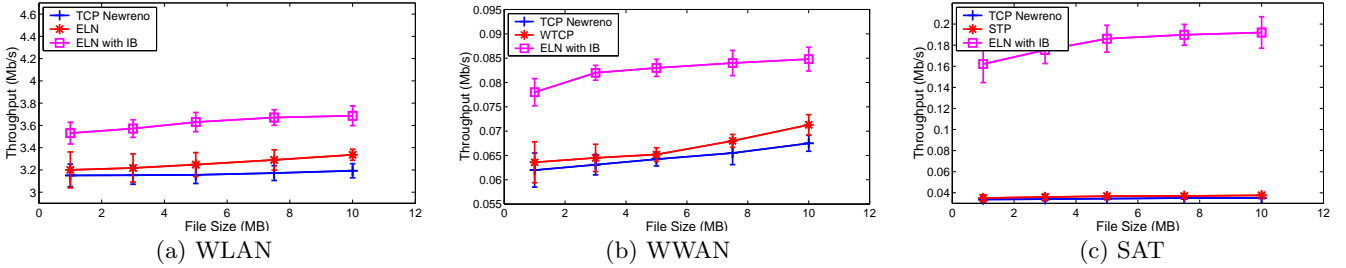 4.6
4.4
4.2
4
3.8
3.6
3.4
3.2
3
Throughput (Mb/s)
TCP Newreno
ELN
ELN with IB
0 2 4 6 8 10 12
File Size (MB)
(a) WLAN
0.095
0.09
0.085
0.08
0.075
0.07
0.065
0.06
0.055
Throughput (Mb/s)
TCP Newreno
WTCP
ELN with IB
0 2 4 6 8 10 12
File Size (MB)
(b) WWAN
0.2
0.18
0.16
0.14
0.12
0.1
0.08
0.06
0.04
Throughput (Mb/s)
TCP Newreno
STP
ELN with IB
0 2 4 6 8 10 12
File Size (MB)
(c) SAT